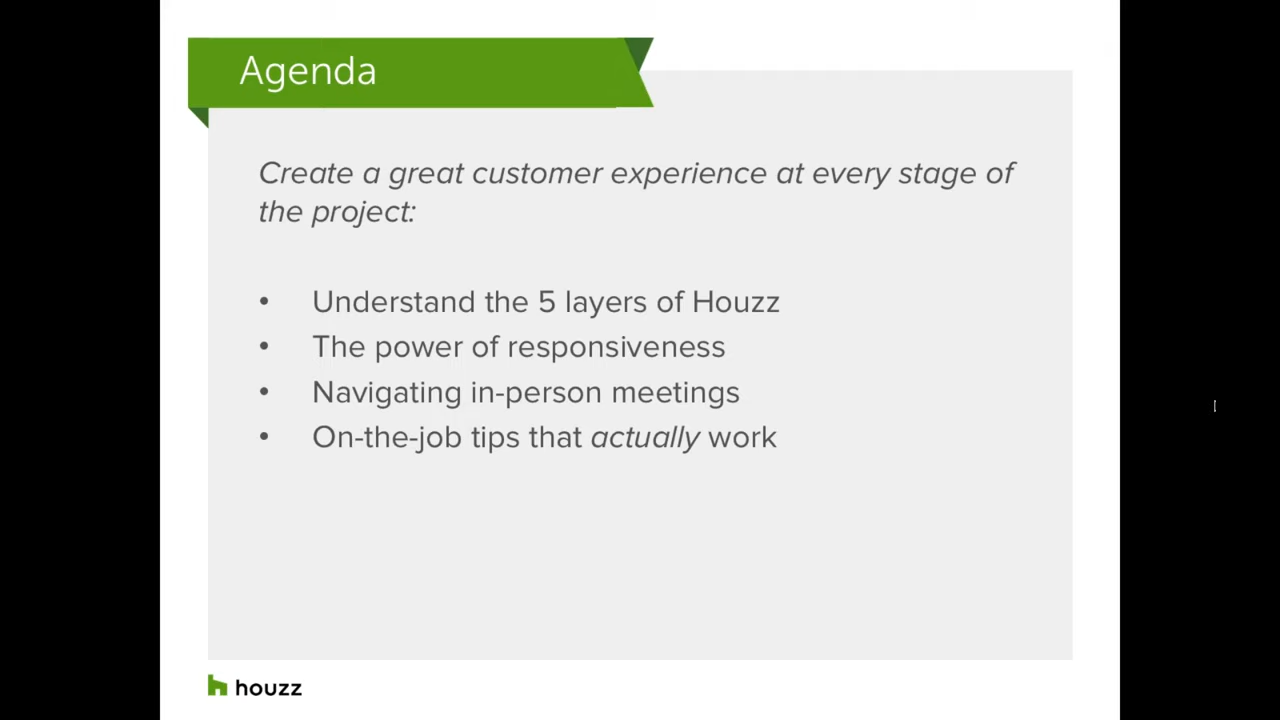 Agenda
Create a great customer experience at every stage of
the project:
• Understand the 5 layers of Houzz
• The power of responsiveness
• Navigating in-person meetings
• On-the-job tips that actually work
houzz